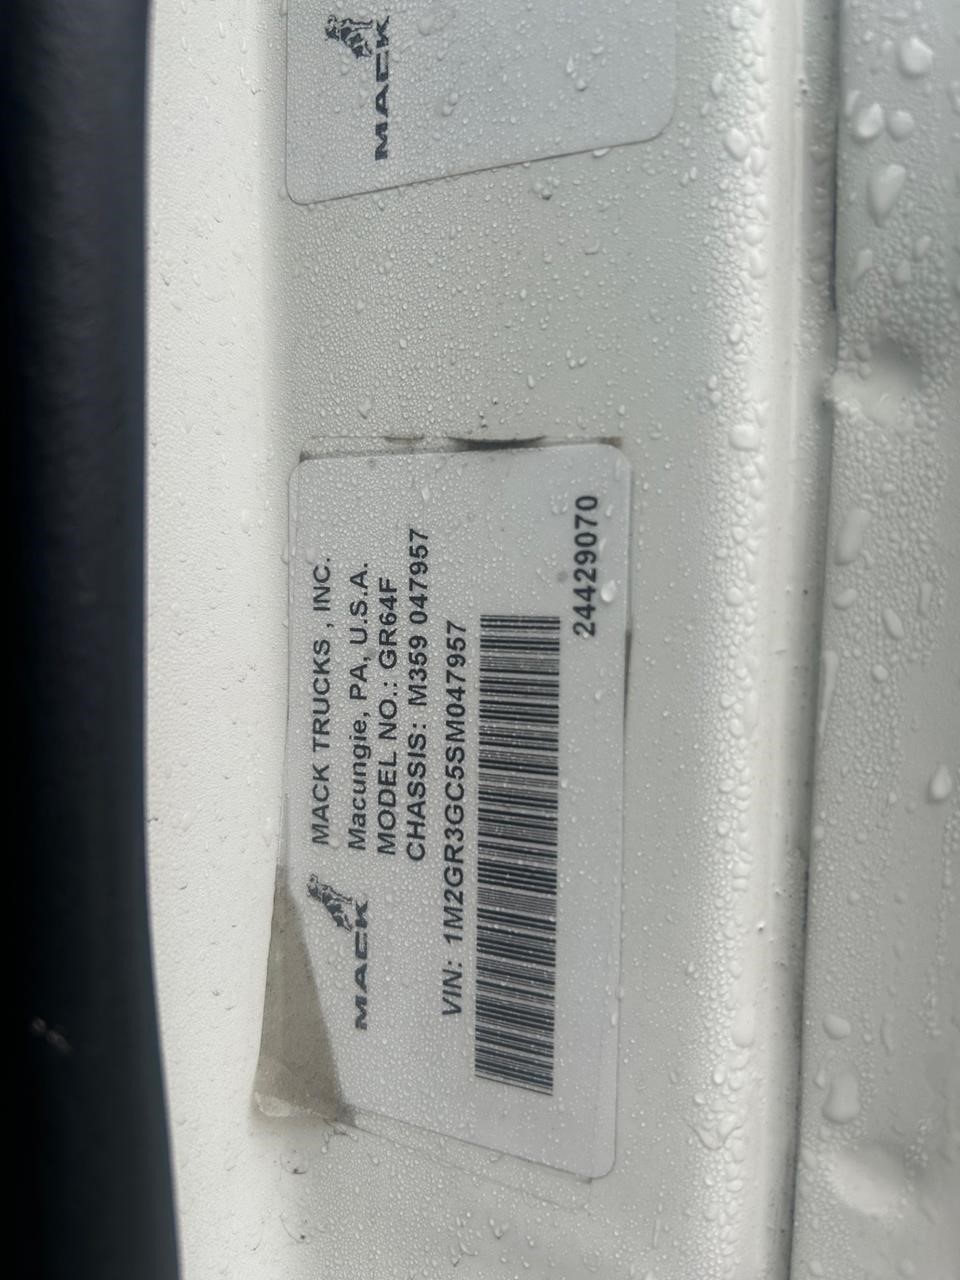 MACK
MACK TRUCKS , INC.
Macungie, PA, U.S.A.
MODEL NO.: GR64F
CHASSIS: M359 047957
VIN: 1M2GR3GC5SM047957
24429070
MACK